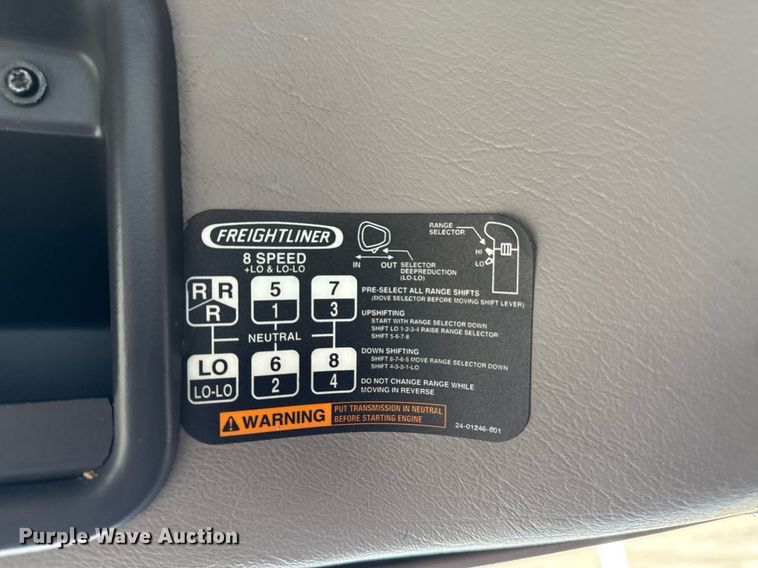 FREIGHTLINER
8 SPEED
+LO & LO-LO
IN OUT SELECTOR
DEEPREDUCTION
(LO-LO)
RANGE
SELECTOR
HI
LO
R R 5 7
R 1 3
NEUTRAL
LO 6 8
LO-LO 2 4
PRE-SELECT ALL RANGE SHIFTS
(MOVE SELECTOR BEFORE MOVING SHIFT LEVER)
UPSHIFTING
START WITH RANGE SELECTOR DOWN
SHIFT LO 1-2-3-4 RAISE RANGE SELECTOR
SHIFT 5-6-7-8
DOWN SHIFTING
SHIFT 8-7-6-5 MOVE RANGE SELECTOR DOWN
SHIFT 4-3-2-1-LO
DO NOT CHANGE RANGE WHILE
MOVING IN REVERSE
WARNING PUT TRANSMISSION IN NEUTRAL
BEFORE STARTING ENGINE
24-01246-001
Purple Wave Auction